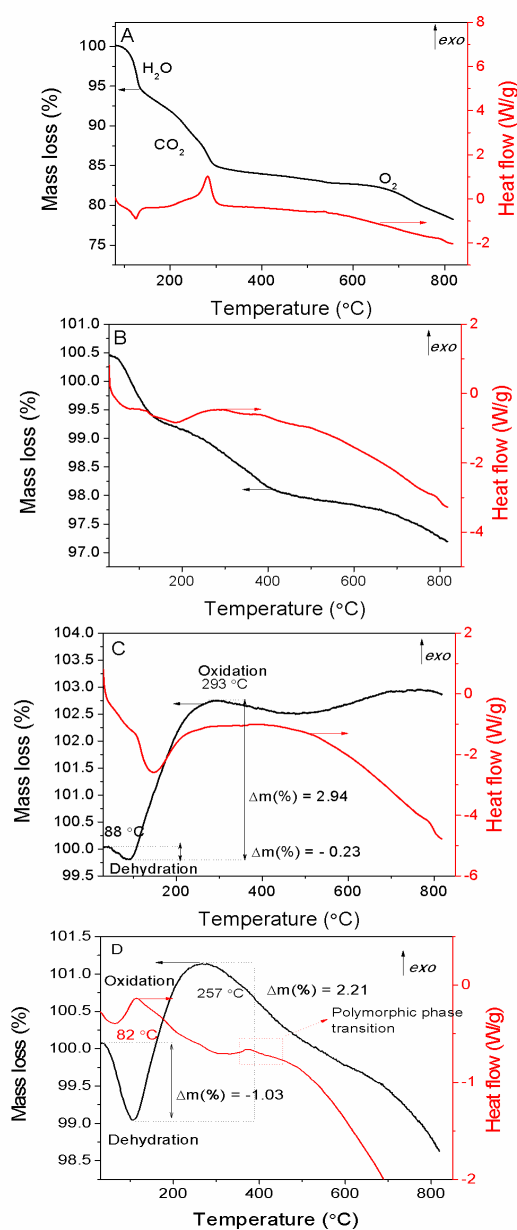 A
exo
H2O
CO2
O2
100
95
90
85
80
75
8
6
4
2
0
-2
Mass loss (%)
Heat flow (W/g)
200 400 600 800
Temperature (°C)
B
exo
101.0
100.5
100.0
99.5
99.0
98.5
98.0
97.5
97.0
2
0
-2
-4
Mass loss (%)
Heat flow (W/g)
200 400 600 800
Temperature (°C)
C
exo
Oxidation
293 °C
Δm(%) = 2.94
88 °C
Δm(%) = - 0.23
Dehydration
104.0
103.5
103.0
102.5
102.0
101.5
101.0
100.5
100.0
99.5
2
0
-2
-4
-6
Mass loss (%)
Heat flow (W/g)
200 400 600 800
Temperature (°C)
D
exo
Oxidation
257 °C
Δm(%) = 2.21
Polymorphic phase
transition
82 °C
Δm(%) = -1.03
Dehydration
101.5
101.0
100.5
100.0
99.5
99.0
98.5
0
-1
-2
Mass loss (%)
Heat flow (W/g)
200 400 600 800
Temperature (°C)